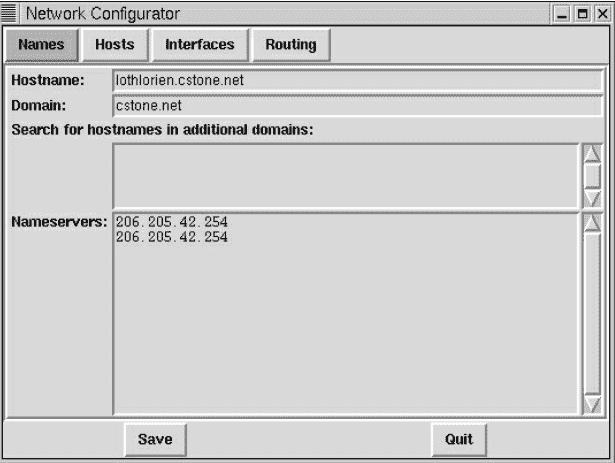 Network Configurator
Names Hosts Interfaces Routing
Hostname: lothlorien.cstone.net
Domain: cstone.net
Search for hostnames in additional domains:
Nameservers: 206.205.42.254
206.205.42.254
Save Quit